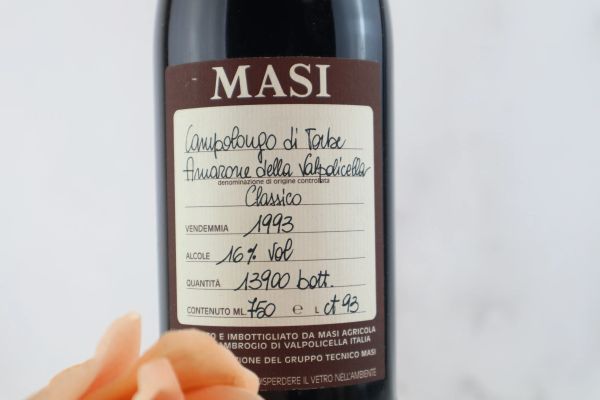 MASI
Campolongo di Torbe
Amarone della Valpolicella
denominazione di origine controllata
Classico
VENDEMMIA 1993
ALCOLE 16% vol
QUANTITÀ 13900 bott.
CONTENUTO ML 750 e L ct 93
E IMBOTTIGLIATO DA MASI AGRICOLA
AMBROGIO DI VALPOLICELLA ITALIA
DEL GRUPPO TECNICO MASI
DISPERDERE IL VETRO NELL'AMBIENTE